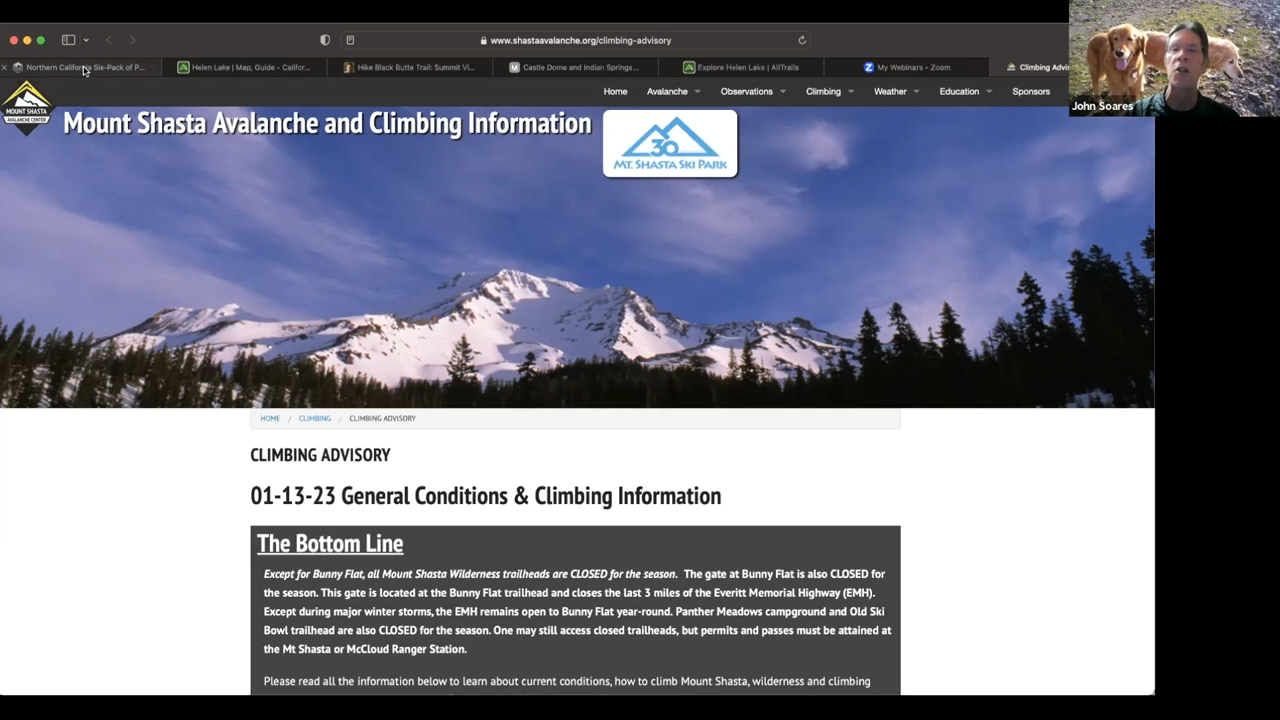 www.shastaavalanche.org/climbing-advisory
Northern California's Six-Pack of P...
Helen Lake | Map, Guide - Califor...
Hike Black Butte Trail: Summit Vi...
Castle Dome and Indian Springs...
Explore Helen Lake | AllTrails
My Webinars - Zoom
Climbing Advis
John Soares
Home Avalanche Observations Climbing Weather Education Sponsors
MOUNT SHASTA
AVALANCHE CENTER
Mount Shasta Avalanche and Climbing Information
30
MT. SHASTA SKI PARK
HOME / CLIMBING / CLIMBING ADVISORY
CLIMBING ADVISORY
01-13-23 General Conditions & Climbing Information
The Bottom Line
Except for Bunny Flat, all Mount Shasta Wilderness trailheads are CLOSED for the season. The gate at Bunny Flat is also CLOSED for
the season. This gate is located at the Bunny Flat trailhead and closes the last 3 miles of the Everitt Memorial Highway (EMH).
Except during major winter storms, the EMH remains open to Bunny Flat year-round. Panther Meadows campground and Old Ski
Bowl trailhead are also CLOSED for the season. One may still access closed trailheads, but permits and passes must be attained at
the Mt Shasta or McCloud Ranger Station.
Please read all the information below to learn about current conditions, how to climb Mount Shasta, wilderness and climbing